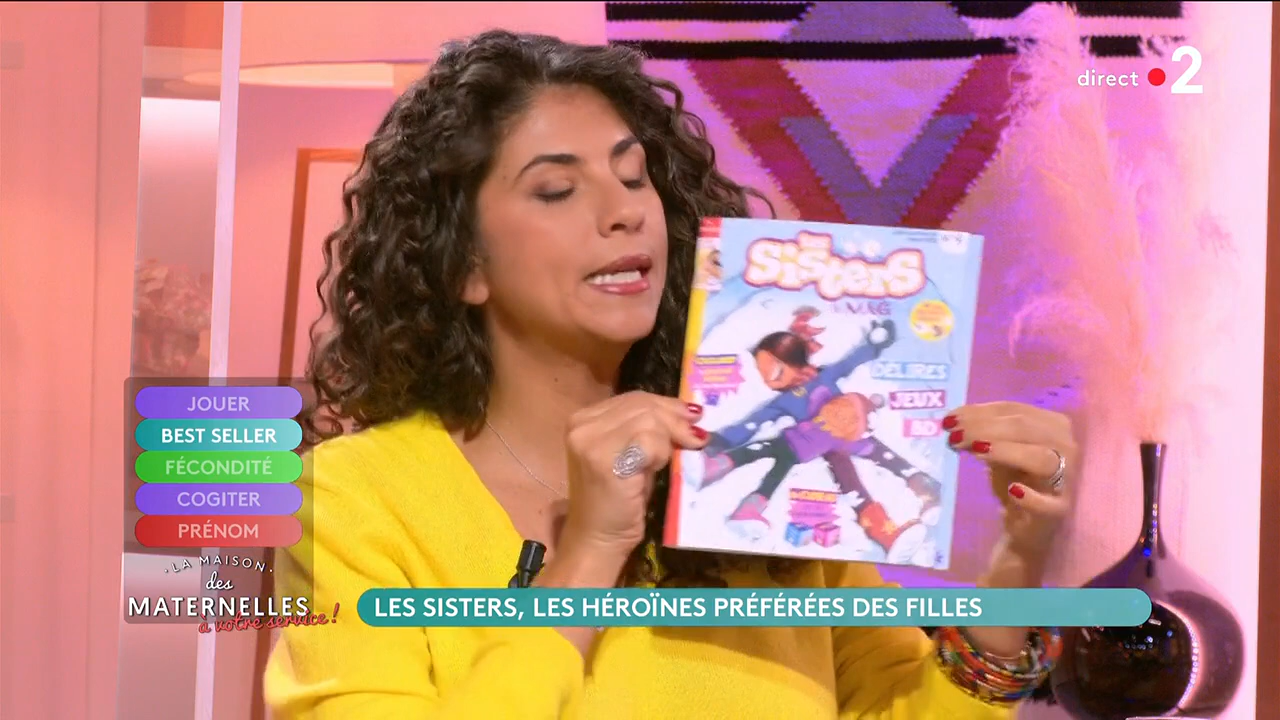 direct 2
les
SiSterS
MAG
DÉLIRES
JEUX
BD
JOUER
BEST SELLER
FÉCONDITÉ
COGITER
PRÉNOM
·LA MAISON·
des
MATERNELLES
à votre service!
LES SISTERS, LES HÉROÏNES PRÉFÉRÉES DES FILLES